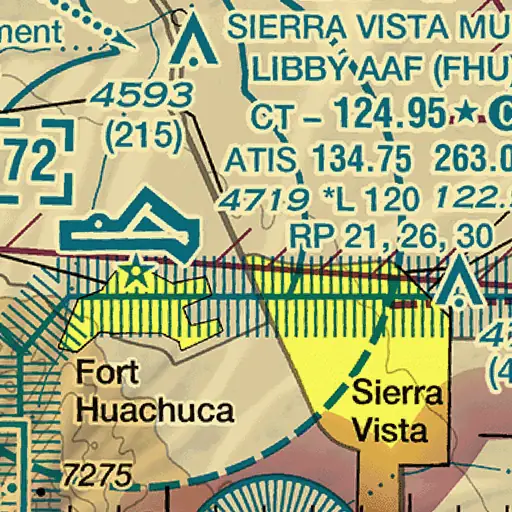 ment
SIERRA VISTA MU
LIBBY AAF (FHU)
4593
(215)
CT – 124.95 ★ C
72
ATIS 134.75 263.0
4719 *L 120 122.
RP 21, 26, 30
Fort
Huachuca
Sierra
Vista
7275